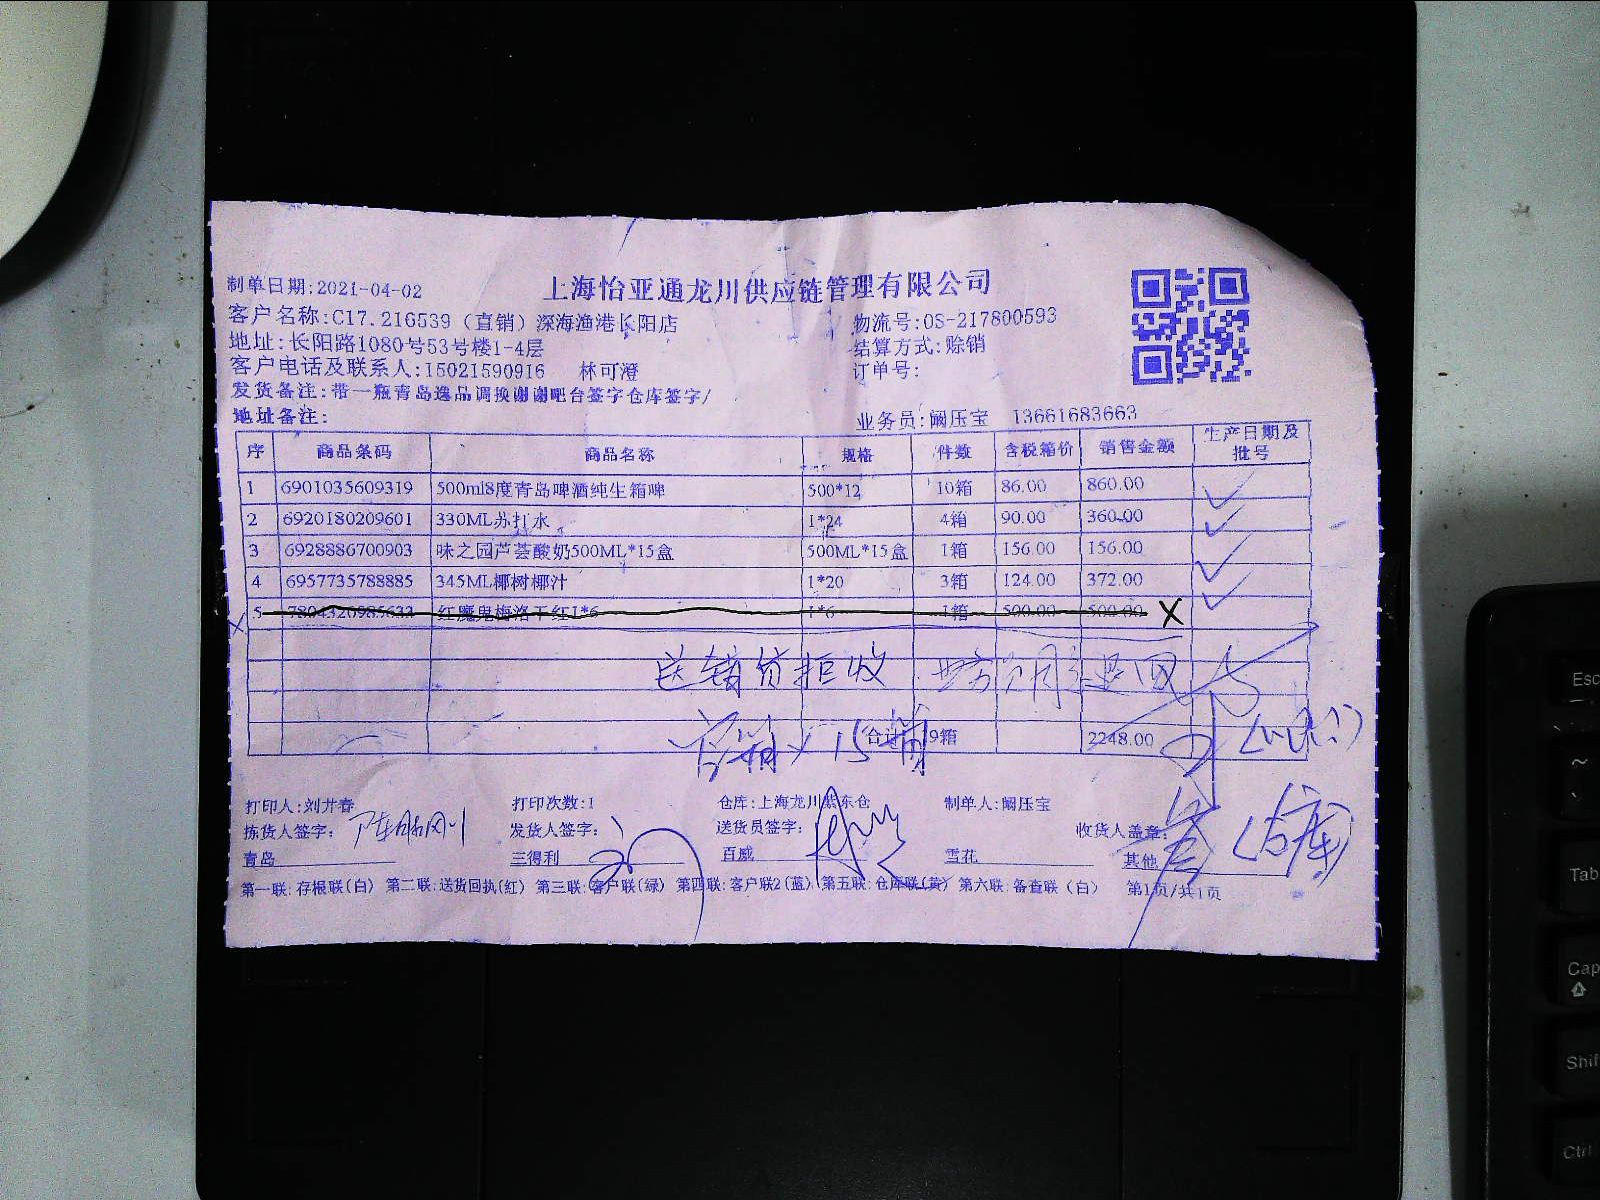 上海怡亚通龙川供应链管理有限公司
制单日期:2021-04-02
客户名称:C17.216539（直销）深海渔港长阳店 物流号:OS-217800593
地址:长阳路1080号53号楼1-4层 结算方式:赊销
客户电话及联系人:15021590916 林可澄 订单号:
发货备注:带一瓶青岛逸品调换谢谢吧台签字仓库签字/
地址备注: 业务员:阚压宝 13661683663
序 商品条码 商品名称 规格 件数 含税箱价 销售金额 生产日期及批号
1 6901035609319 500ml8度青岛啤酒纯生箱啤 500*12 10箱 86.00 860.00
2 6920180209601 330ML苏打水 1*24 4箱 90.00 360.00
3 6928886700903 味之园芦荟酸奶500ML*15盒 500ML*15盒 1箱 156.00 156.00
4 6957735788885 345ML椰树椰汁 1*20 3箱 124.00 372.00
5 7804320985633 红魔鬼梅洛干红1*6 1*6 1箱 500.00 500.00 X
送错货拒收
合计 19箱 2248.00
打印人:刘卅春 打印次数:1 仓库:上海龙川紫东仓 制单人:阚压宝
拣货人签字: 发货人签字: 送货员签字: 收货人盖章:
青岛 三得利 百威 雪花 其他
第一联:存根联(白) 第二联:送货回执(红) 第三联:客户联(绿) 第四联:客户联2(蓝) 第五联:仓库联(黄) 第六联:备查联（白） 第1页/共1页
Esc
~
Tab
Cap
Shif
Ctrl